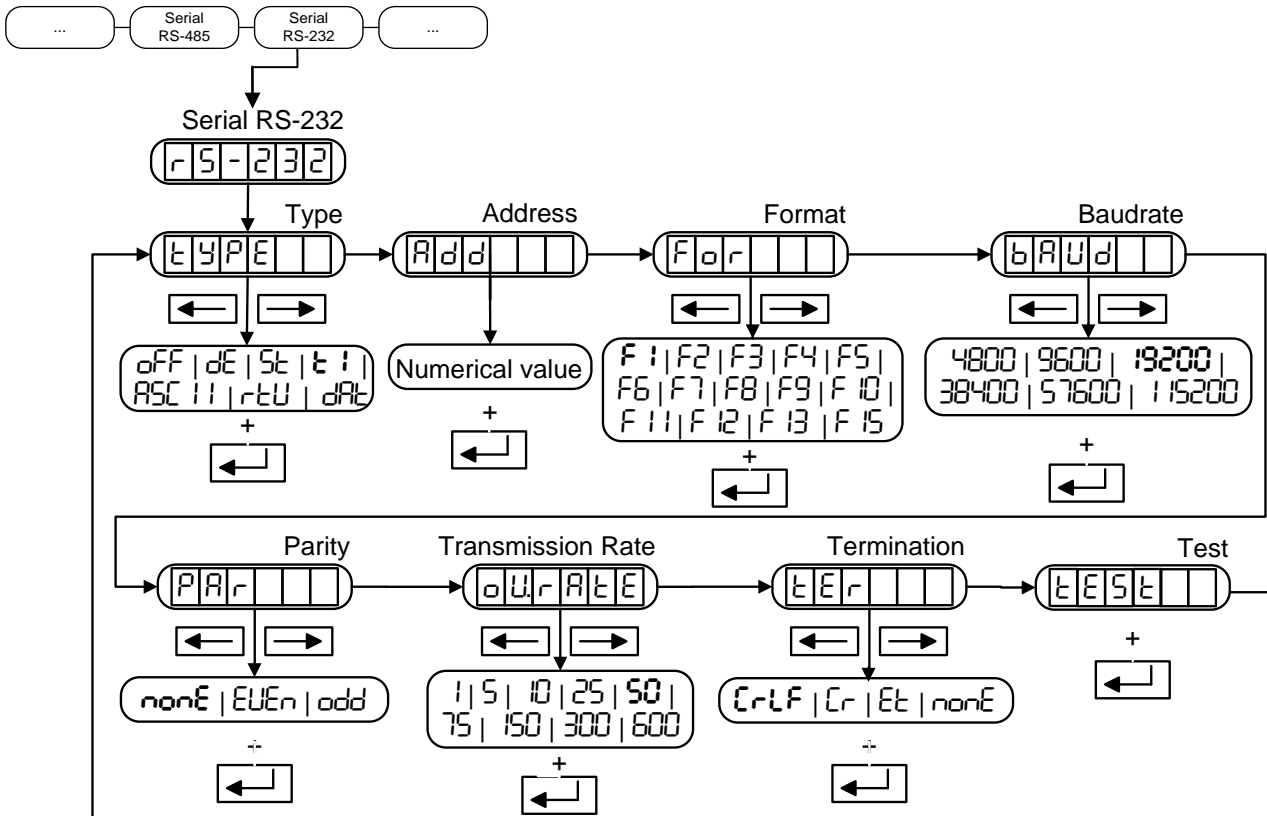 ...
Serial
RS-485
Serial
RS-232
...
Serial RS-232
rS-232
Type
Address
Format
Baudrate
tYPE
Add
For
bAUd
oFF | dE | St | t1 |
ASCII | rtU | dAt
+
Numerical value
+
F1 | F2 | F3 | F4 | F5 |
F6 | F7 | F8 | F9 | F10 |
F11 | F12 | F13 | F15
+
4800 | 9600 | 19200 |
38400 | 57600 | 115200
+
Parity
Transmission Rate
Termination
Test
PAr
oU.rAtE
tEr
tESt
nonE | EUEn | odd
+
1 | 5 | 10 | 25 | 50 |
75 | 150 | 300 | 600
+
CrLF | Cr | Et | nonE
+
+